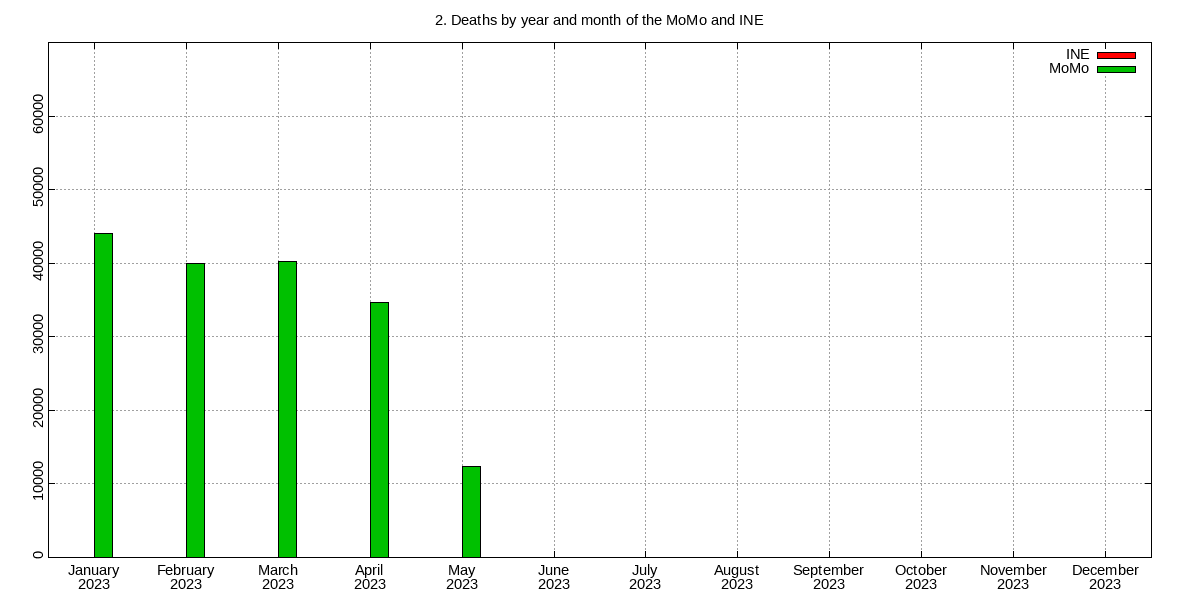 2. Deaths by year and month of the MoMo and INE
INE
MoMo
60000
50000
40000
30000
20000
10000
0
January February March April May June July August September October November December
2023 2023 2023 2023 2023 2023 2023 2023 2023 2023 2023 2023